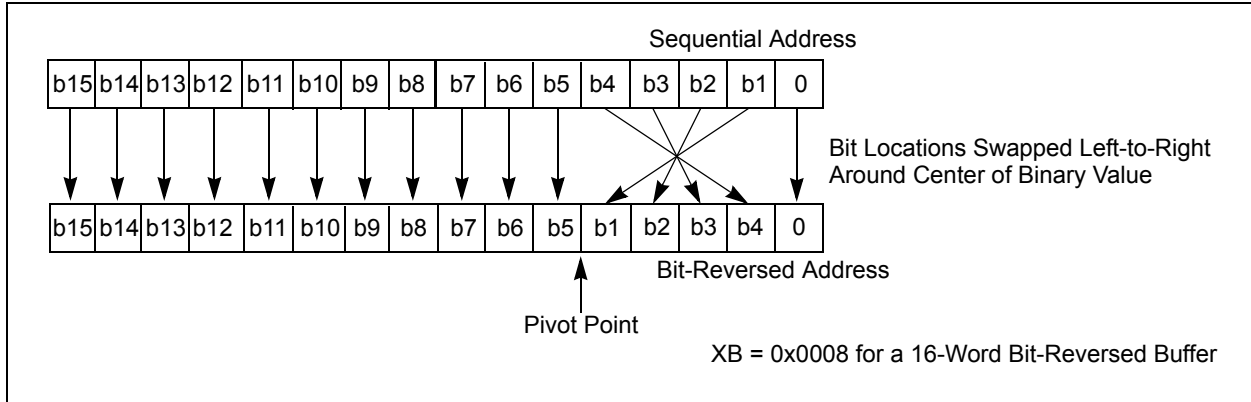 Sequential Address
b15 b14 b13 b12 b11 b10 b9 b8 b7 b6 b5 b4 b3 b2 b1 0
Bit Locations Swapped Left-to-Right
Around Center of Binary Value
b15 b14 b13 b12 b11 b10 b9 b8 b7 b6 b5 b1 b2 b3 b4 0
Bit-Reversed Address
Pivot Point
XB = 0x0008 for a 16-Word Bit-Reversed Buffer